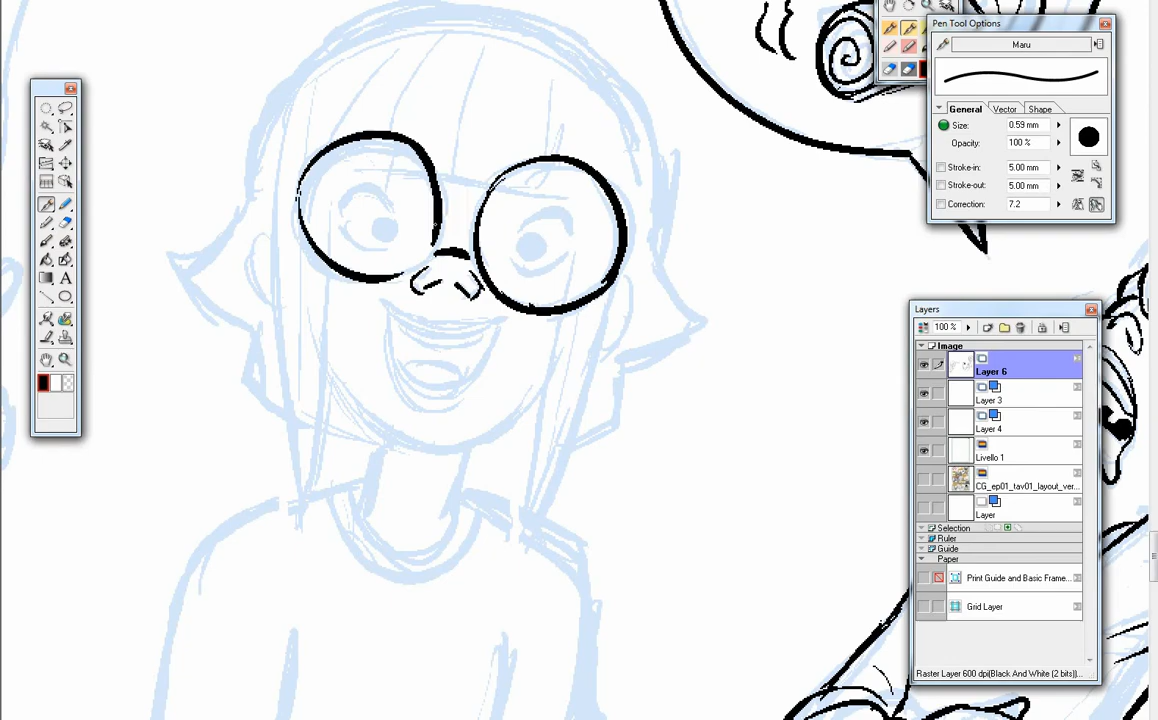 Pen Tool Options
Maru
General Vector Shape
Size: 0.59 mm
Opacity: 100 %
Stroke-in: 5.00 mm
Stroke-out: 5.00 mm
Correction: 7.2
A
Layers
100 %
Image
Layer 6
Layer 3
Layer 4
Livello 1
CG_ep01_tav01_layout_ver...
Layer
Selection
Ruler
Guide
Paper
Print Guide and Basic Frame...
Grid Layer
Raster Layer 600 dpi(Black And White (2 bits))...